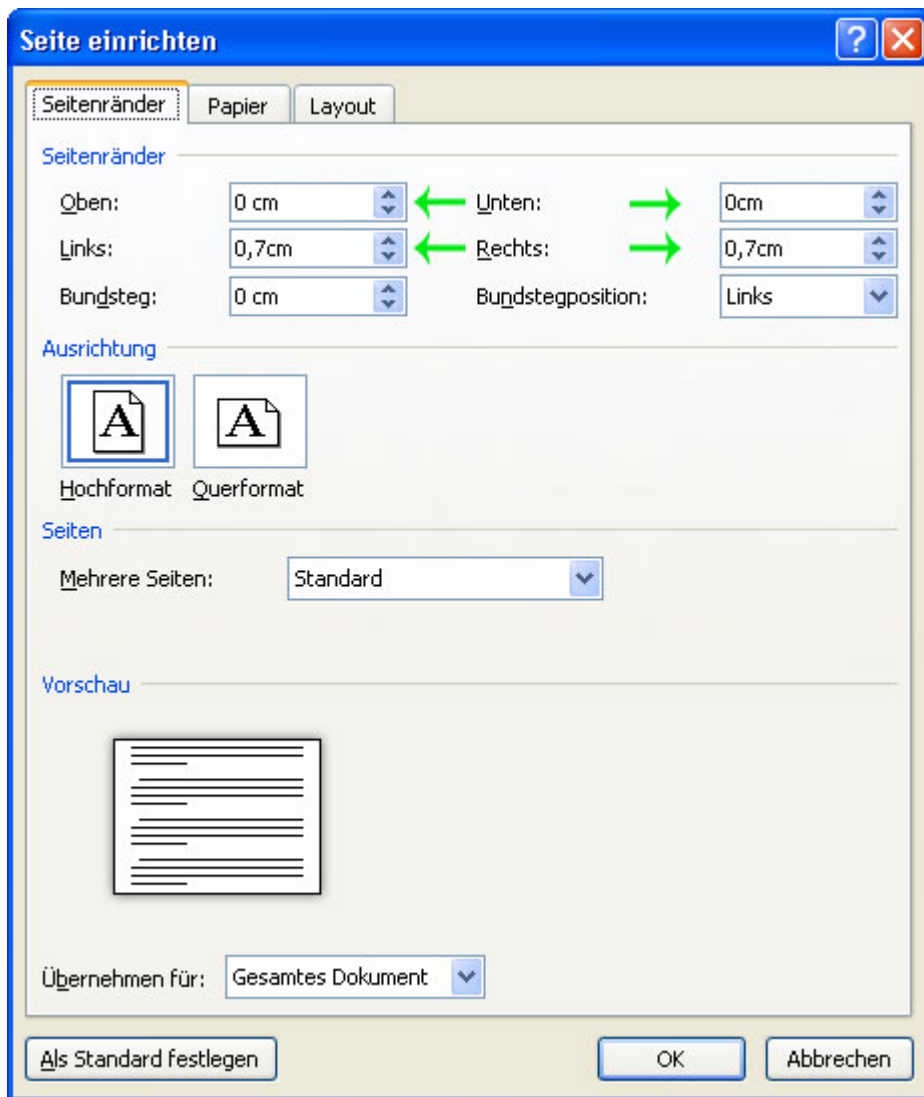 Seite einrichten
Seitenränder Papier Layout
Seitenränder
Oben: 0 cm Unten: 0cm
Links: 0,7cm Rechts: 0,7cm
Bundsteg: 0 cm Bundstegposition: Links
Ausrichtung
A A
Hochformat Querformat
Seiten
Mehrere Seiten: Standard
Vorschau
Übernehmen für: Gesamtes Dokument
Als Standard festlegen OK Abbrechen